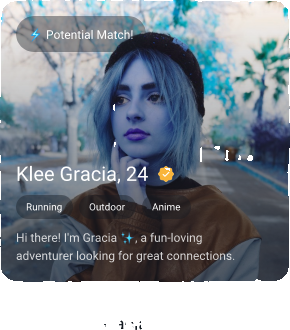 Potential Match!
Klee Gracia, 24
Running
Outdoor
Anime
Hi there! I'm Gracia ✨, a fun-loving
adventurer looking for great connections.